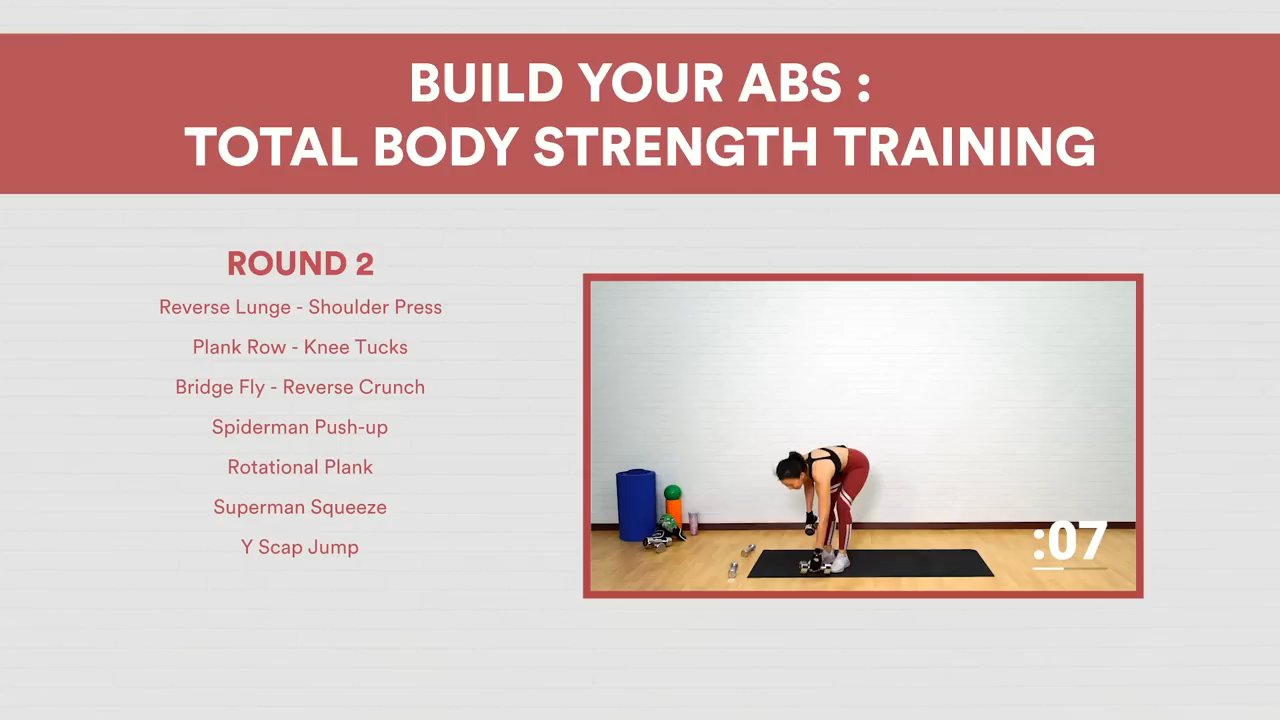 BUILD YOUR ABS :
TOTAL BODY STRENGTH TRAINING
ROUND 2
Reverse Lunge - Shoulder Press
Plank Row - Knee Tucks
Bridge Fly - Reverse Crunch
Spiderman Push-up
Rotational Plank
Superman Squeeze
Y Scap Jump
:07